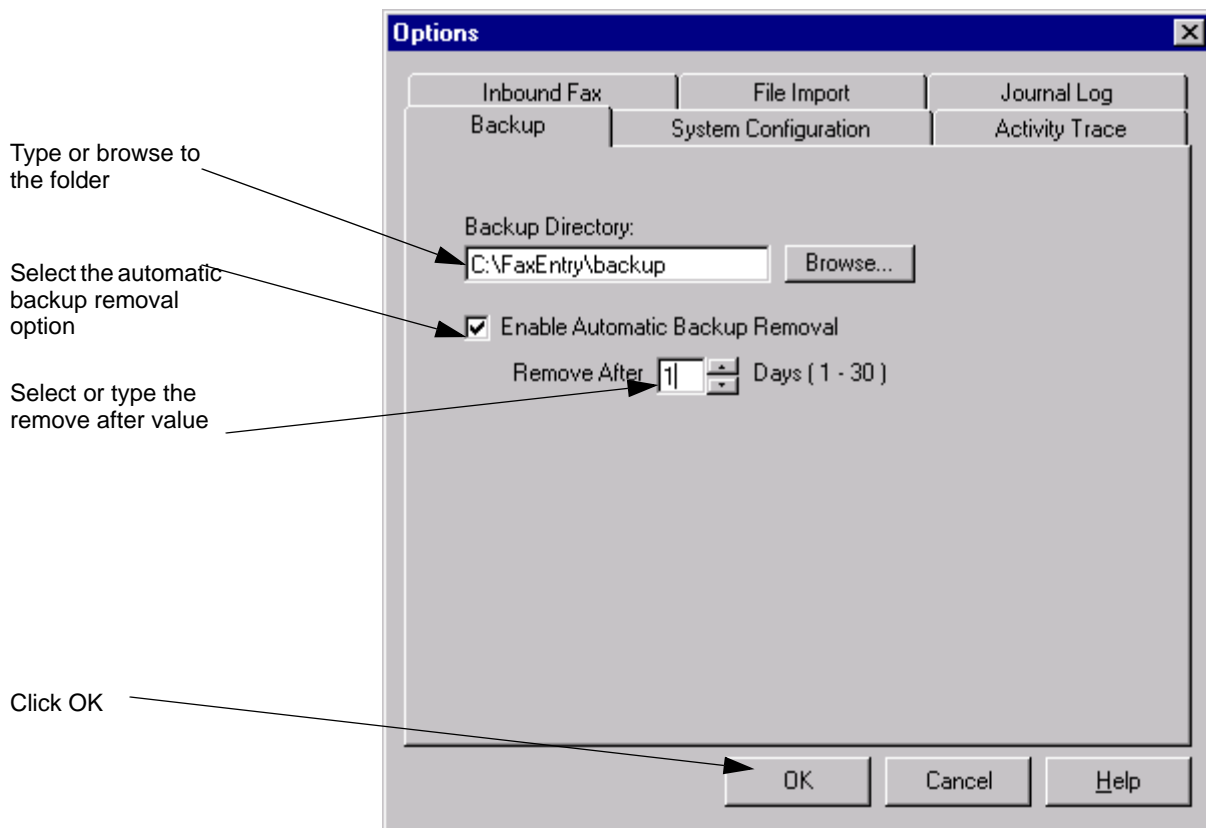 Options
Inbound Fax
File Import
Journal Log
Backup
System Configuration
Activity Trace
Type or browse to
the folder
Backup Directory:
C:\FaxEntry\backup
Browse...
Select the automatic
backup removal
option
Enable Automatic Backup Removal
Remove After 1 Days ( 1 - 30 )
Select or type the
remove after value
Click OK
OK
Cancel
Help